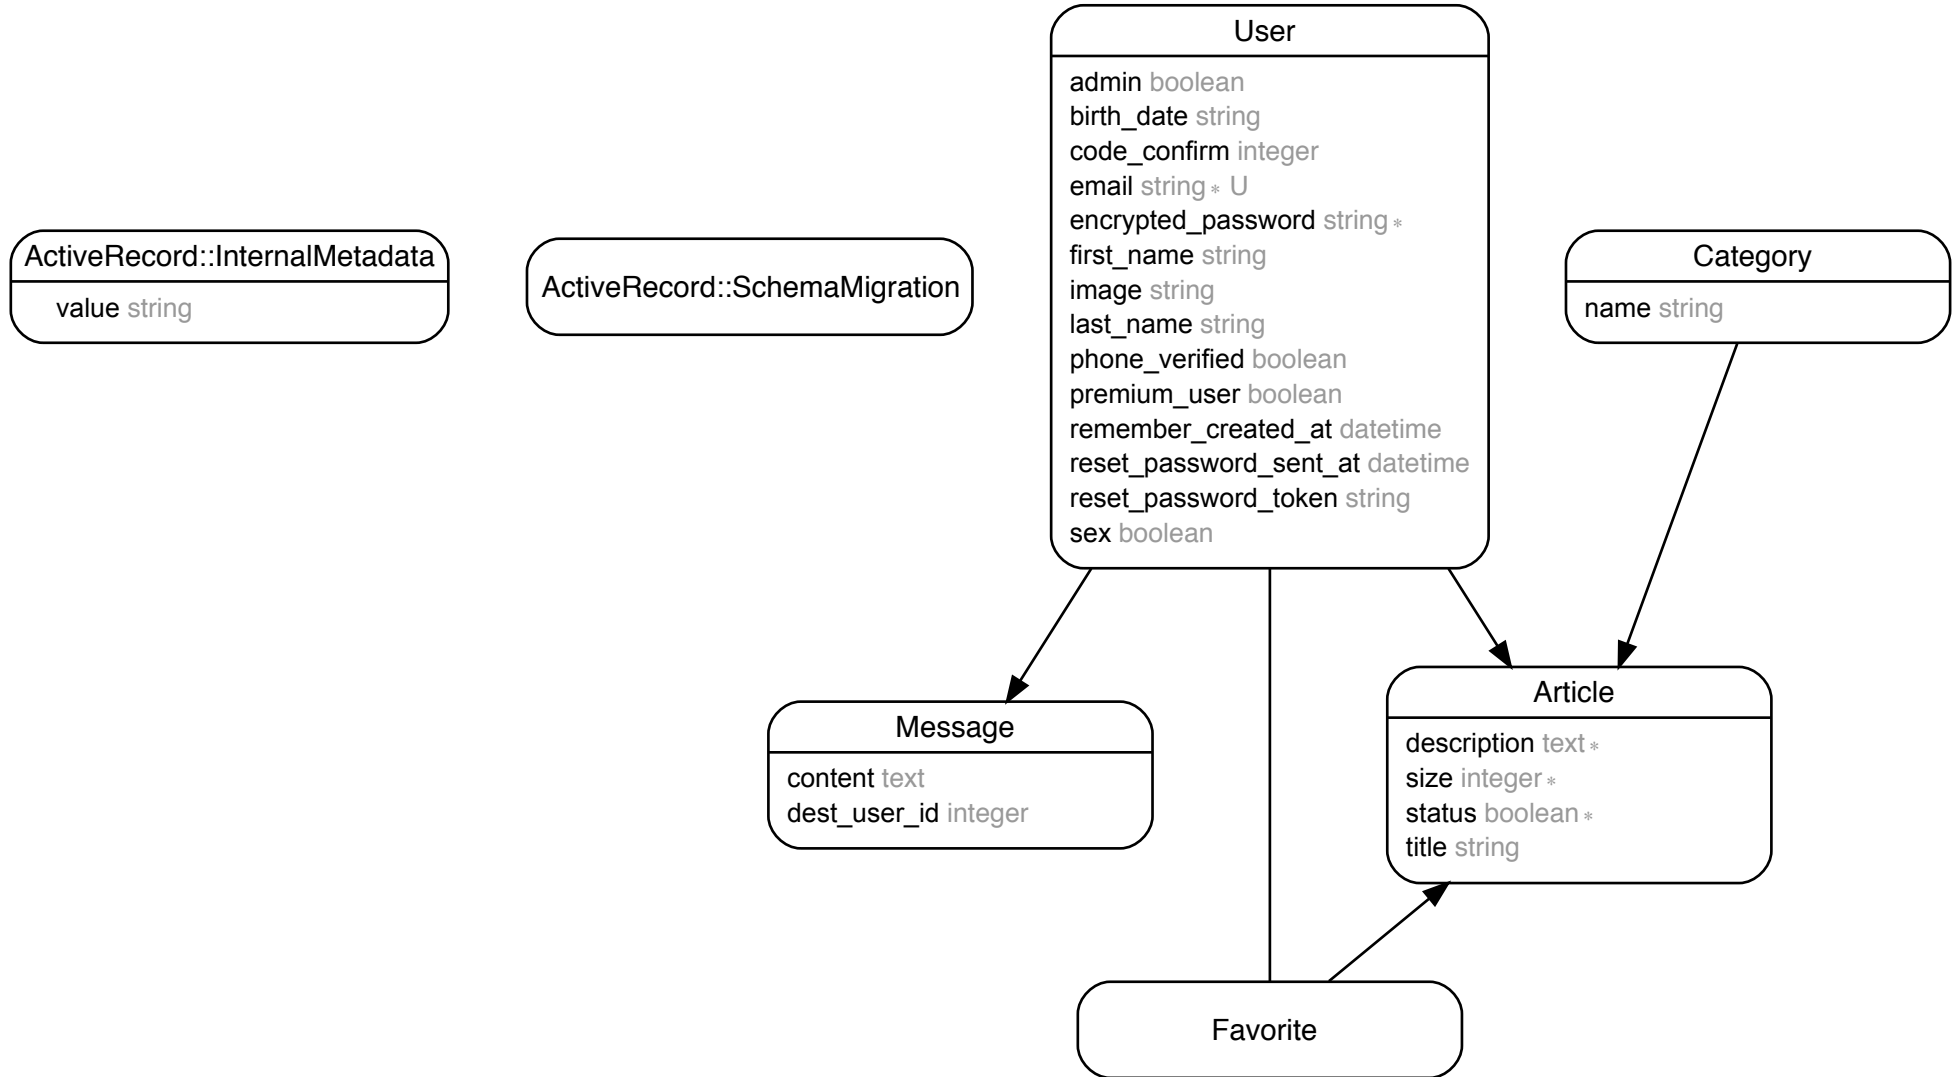 User
admin boolean
birth_date string
code_confirm integer
email string∗ U
encrypted_password string∗
first_name string
image string
last_name string
phone_verified boolean
premium_user boolean
remember_created_at datetime
reset_password_sent_at datetime
reset_password_token string
sex boolean
ActiveRecord::InternalMetadata
value string
ActiveRecord::SchemaMigration
Category
name string
Message
content text
dest_user_id integer
Article
description text∗
size integer∗
status boolean∗
title string
Favorite